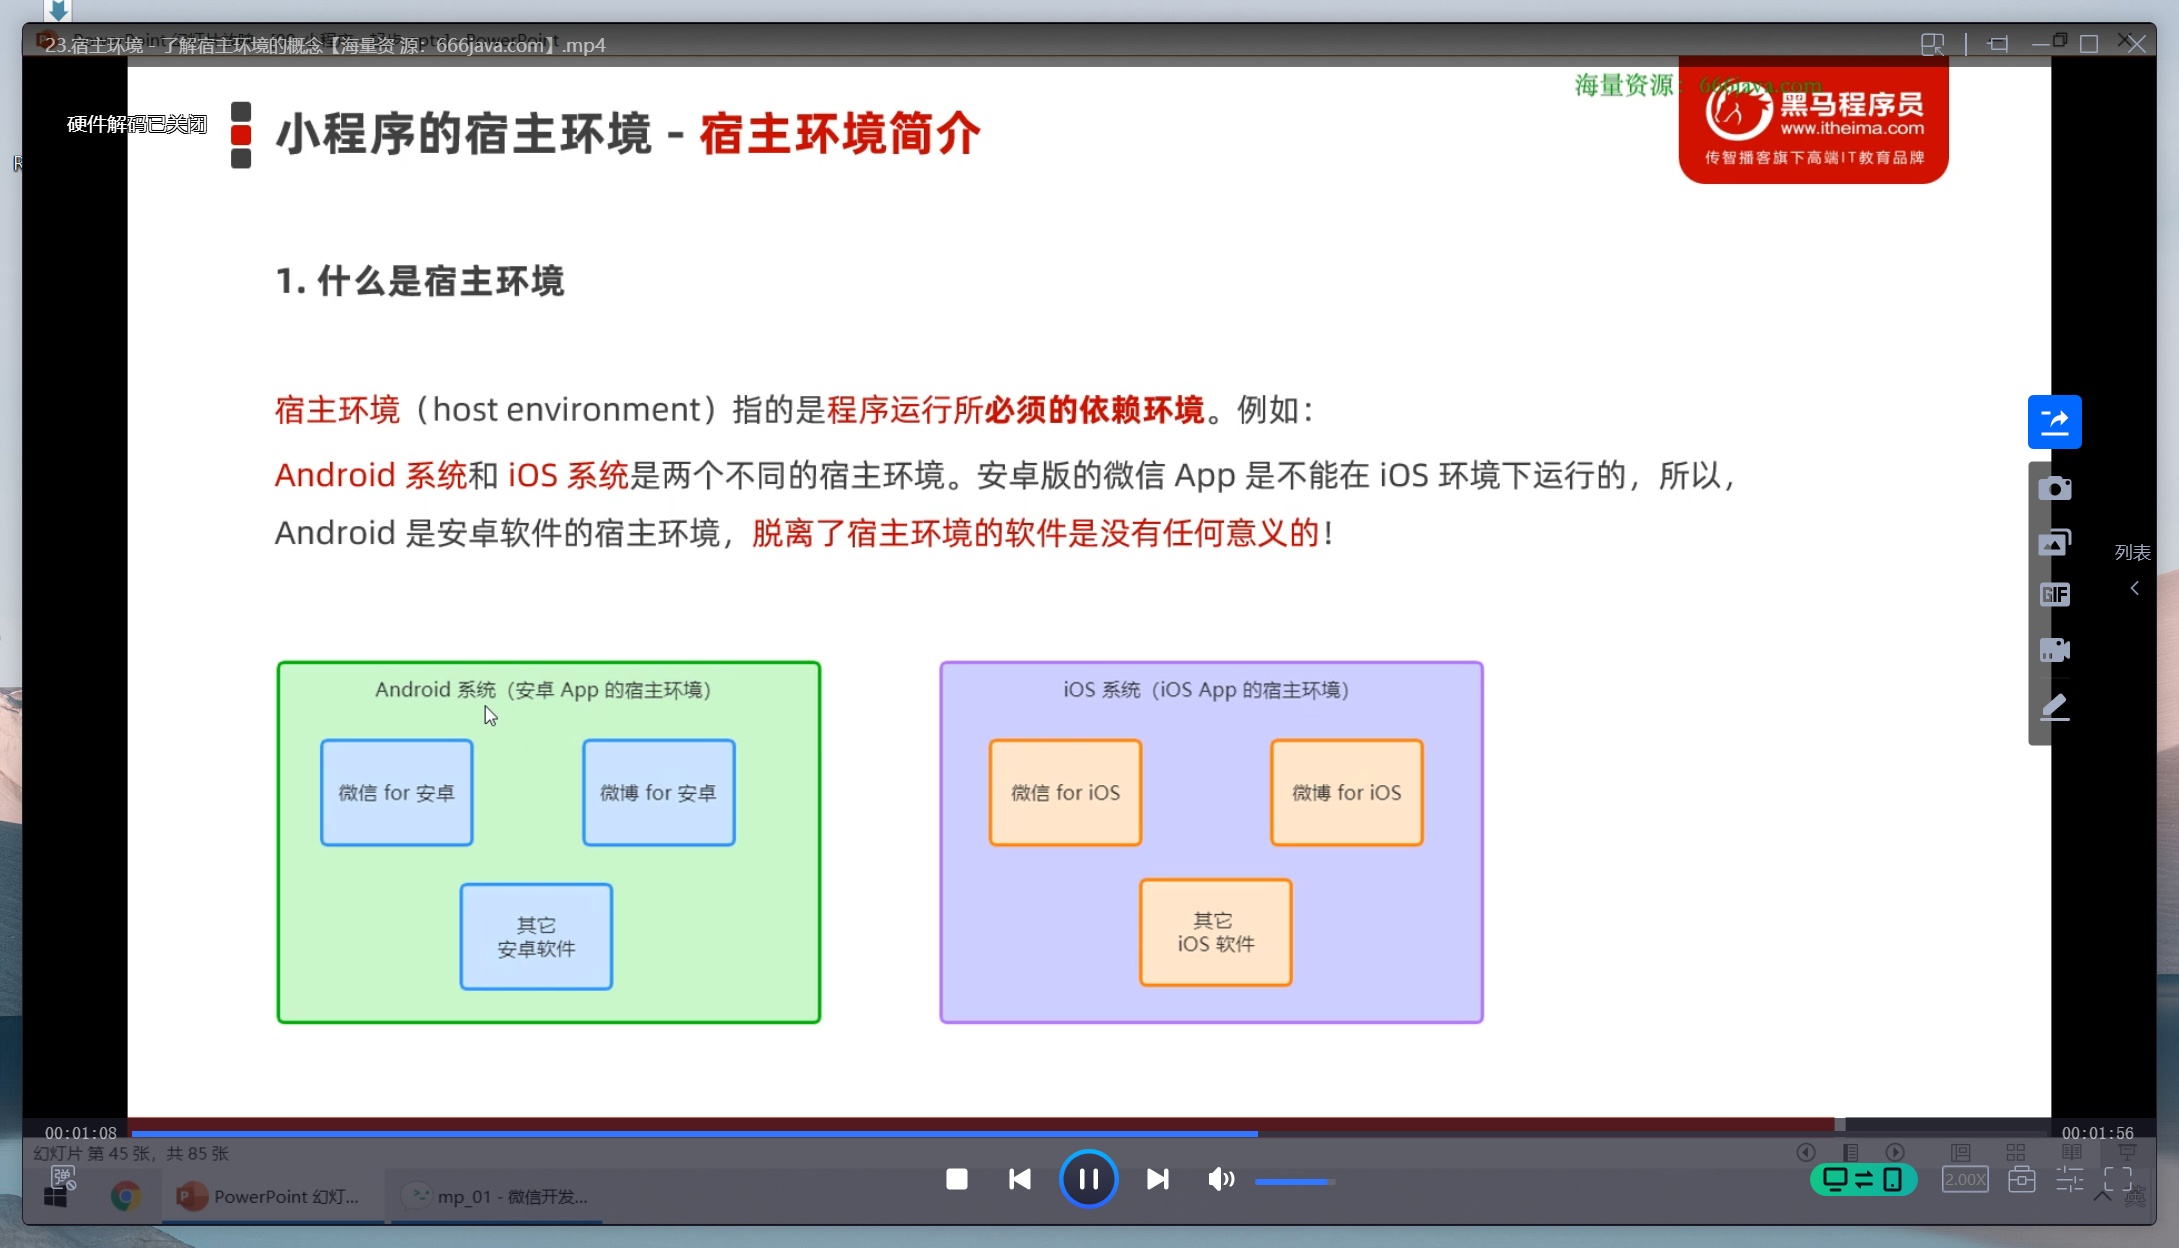 23.宿主环境 - 了解宿主环境的概念【海量资 源：666java.com】.mp4
海量资源：666java.com
硬件解码已关闭
小程序的宿主环境 - 宿主环境简介
黑马程序员
www.itheima.com
传智播客旗下高端IT教育品牌
1. 什么是宿主环境
宿主环境（host environment）指的是程序运行所必须的依赖环境。例如：
Android 系统和 iOS 系统是两个不同的宿主环境。安卓版的微信 App 是不能在 iOS 环境下运行的，所以，
Android 是安卓软件的宿主环境，脱离了宿主环境的软件是没有任何意义的！
列表
GIF
Android 系统（安卓 App 的宿主环境）
微信 for 安卓
微博 for 安卓
其它
安卓软件
iOS 系统（iOS App 的宿主环境）
微信 for iOS
微博 for iOS
其它
iOS 软件
00:01:08
00:01:56
幻灯片 第 45 张，共 85 张
弹
PowerPoint 幻灯...
mp_01 - 微信开发...
2.00X
英